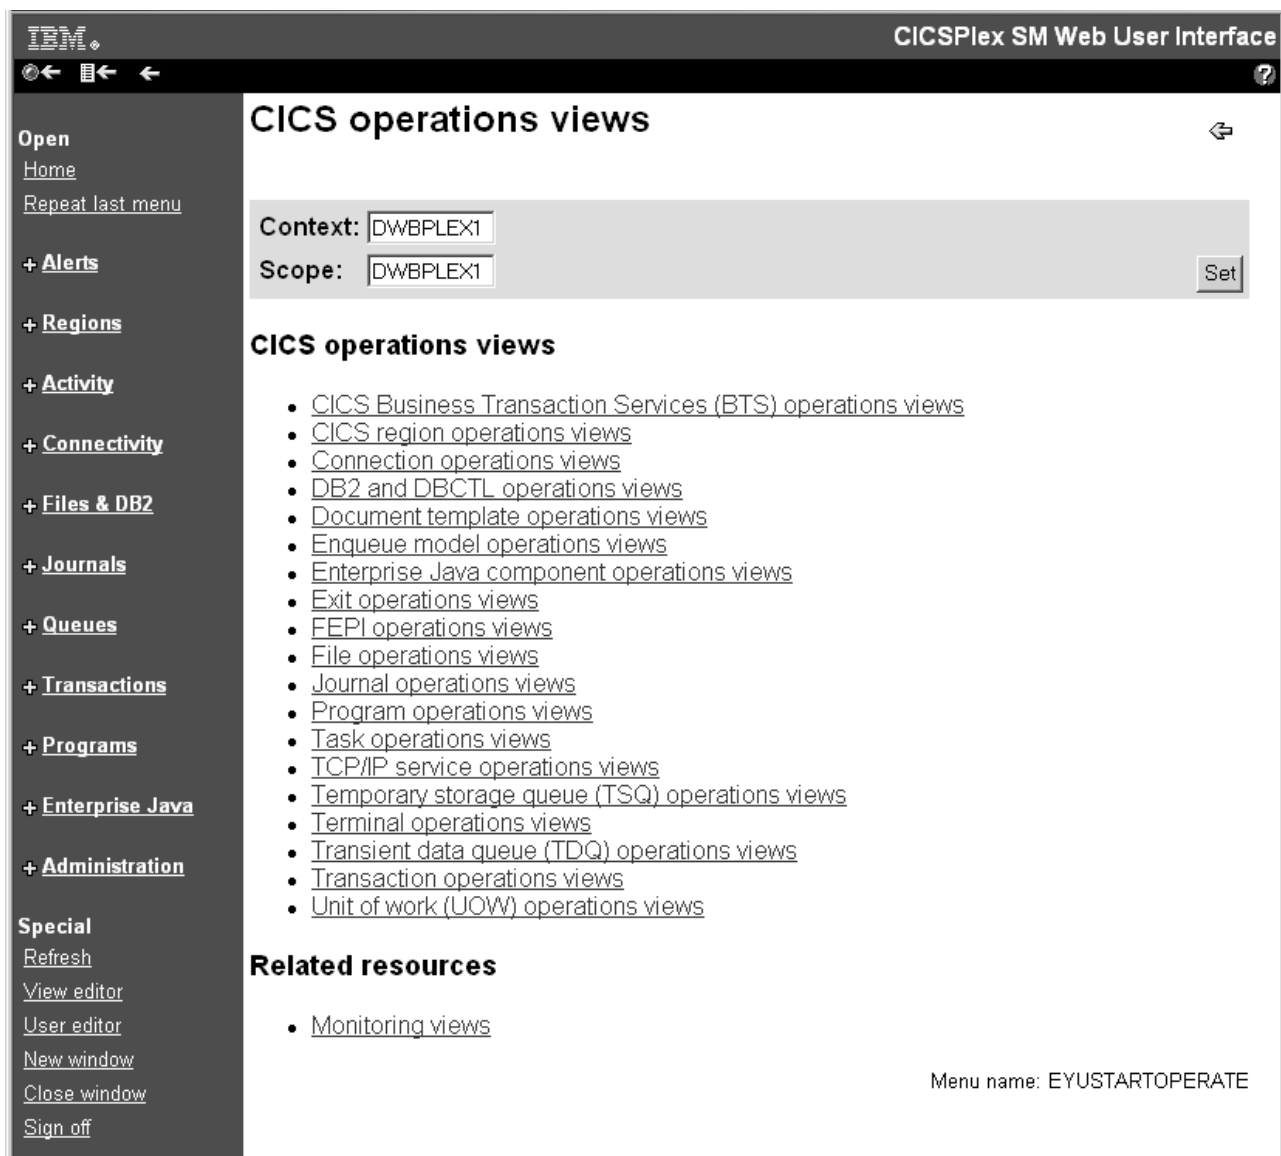 IBM
CICSPlex SM Web User Interface
?
CICS operations views
Open
Home
Repeat last menu
+ Alerts
+ Regions
+ Activity
+ Connectivity
+ Files & DB2
+ Journals
+ Queues
+ Transactions
+ Programs
+ Enterprise Java
+ Administration
Special
Refresh
View editor
User editor
New window
Close window
Sign off
Context: DWBPLEX1
Scope: DWBPLEX1
Set
CICS operations views
• CICS Business Transaction Services (BTS) operations views
• CICS region operations views
• Connection operations views
• DB2 and DBCTL operations views
• Document template operations views
• Enqueue model operations views
• Enterprise Java component operations views
• Exit operations views
• FEPI operations views
• File operations views
• Journal operations views
• Program operations views
• Task operations views
• TCP/IP service operations views
• Temporary storage queue (TSQ) operations views
• Terminal operations views
• Transient data queue (TDQ) operations views
• Transaction operations views
• Unit of work (UOW) operations views
Related resources
• Monitoring views
Menu name: EYUSTARTOPERATE